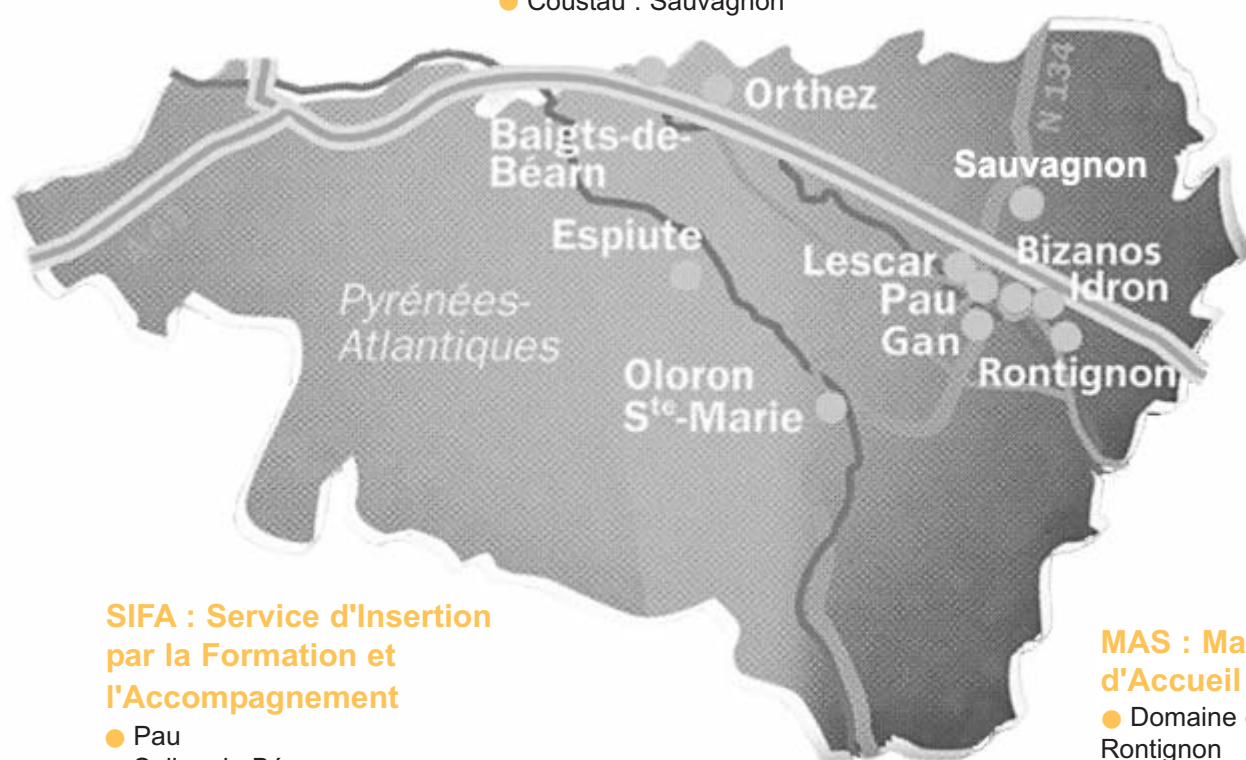 Coustau : Sauvagnon
N 134
Orthez
Baigts-de-
Béarn
Sauvagnon
Espiute
Lescar
Bizanos
Idron
Pau
Gan
Pyrénées-
Atlantiques
Rontignon
Oloron
Ste-Marie
SIFA : Service d'Insertion
par la Formation et
l'Accompagnement
Pau
MAS : Ma
d'Accueil
Domaine
Rontignon